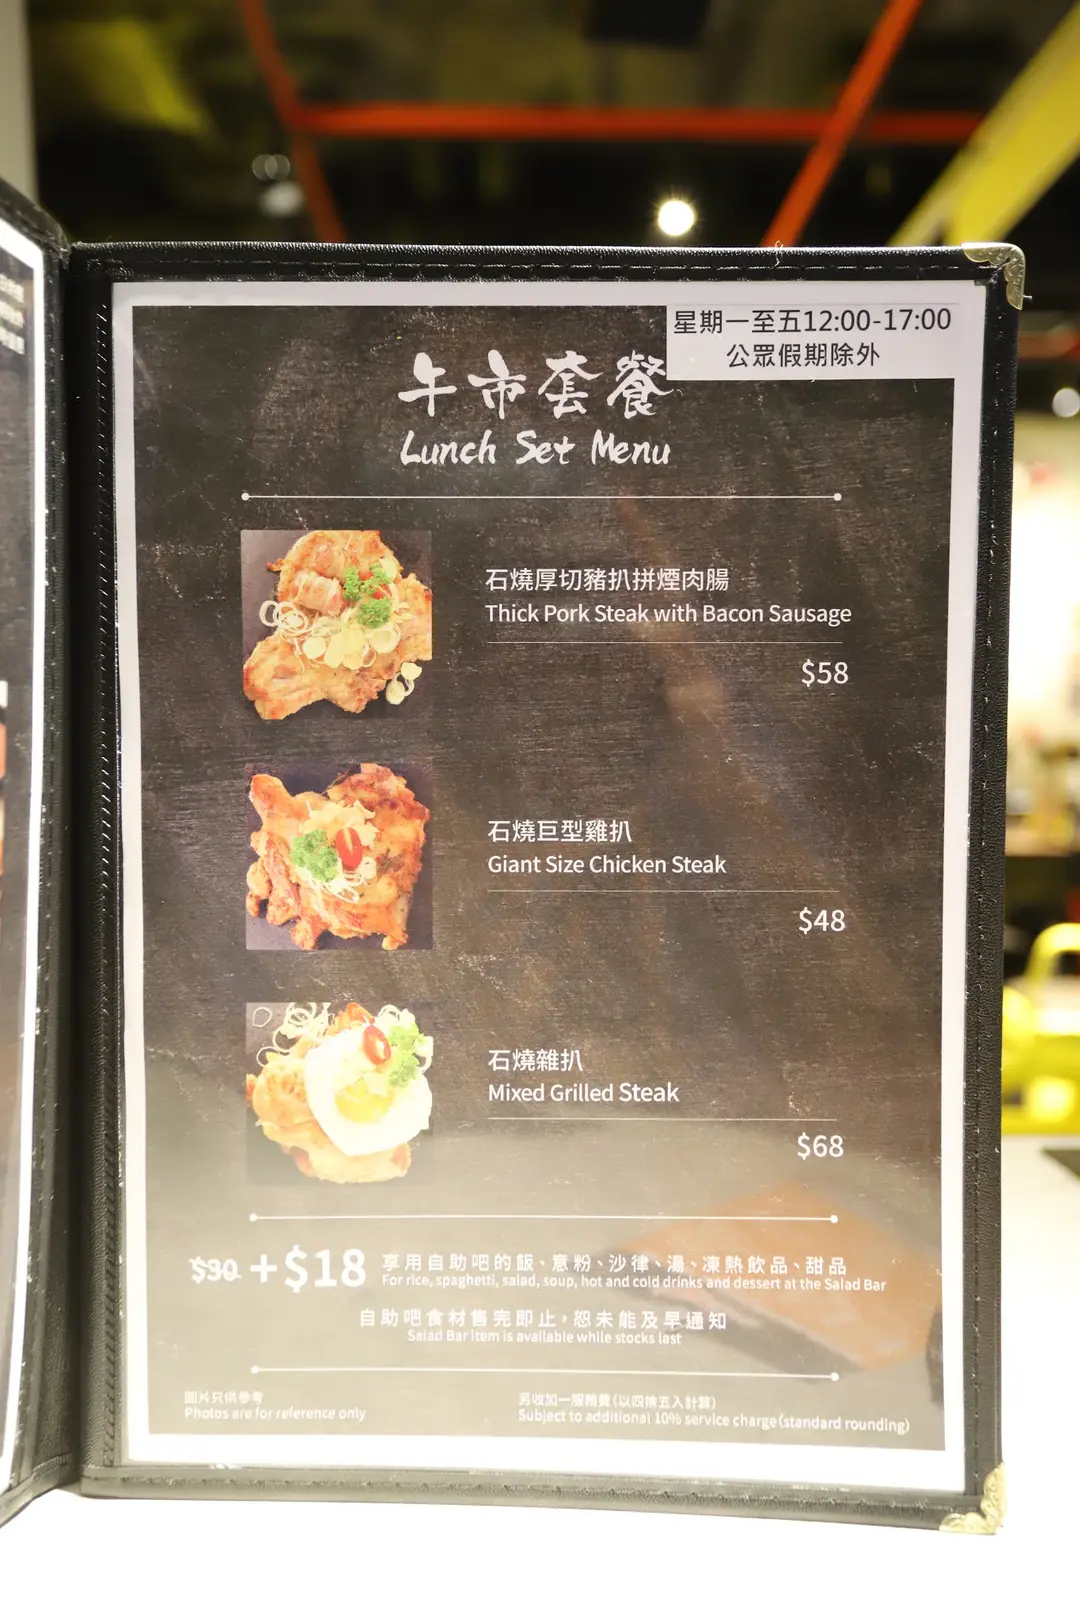 星期一至五12:00-17:00
公眾假期除外
午市套餐
Lunch Set Menu
石燒厚切豬扒拼煙肉腸
Thick Pork Steak with Bacon Sausage
$58
石燒巨型雞扒
Giant Size Chicken Steak
$48
石燒雜扒
Mixed Grilled Steak
$68
$30 +$18 享用自助吧的飯、意粉、沙律、湯、凍熱飲品、甜品
For rice, spaghetti, salad, soup, hot and cold drinks and dessert at the Salad Bar
自助吧食材售完即止，恕未能及早通知
Salad Bar item is available while stocks last
圖片只供參考
Photos are for reference only
另收加一服務費(以四捨五入計算)
Subject to additional 10% service charge(standard rounding)